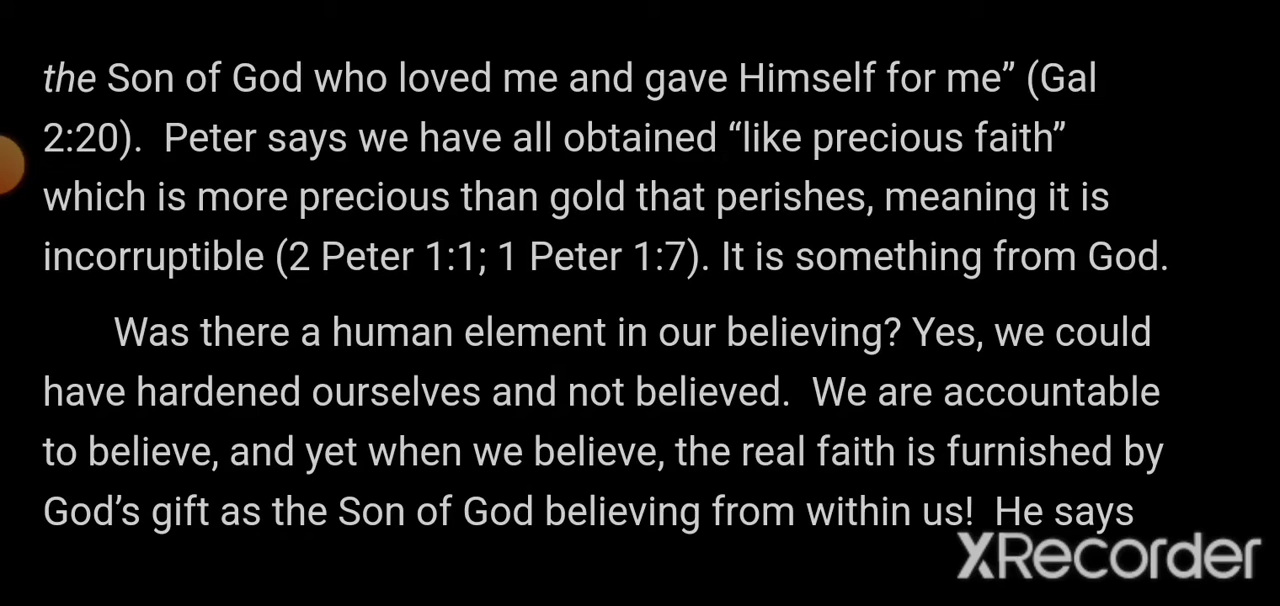 the Son of God who loved me and gave Himself for me” (Gal
2:20).  Peter says we have all obtained “like precious faith”
which is more precious than gold that perishes, meaning it is
incorruptible (2 Peter 1:1; 1 Peter 1:7). It is something from God.
Was there a human element in our believing? Yes, we could
have hardened ourselves and not believed.  We are accountable
to believe, and yet when we believe, the real faith is furnished by
God’s gift as the Son of God believing from within us!  He says
XRecorder